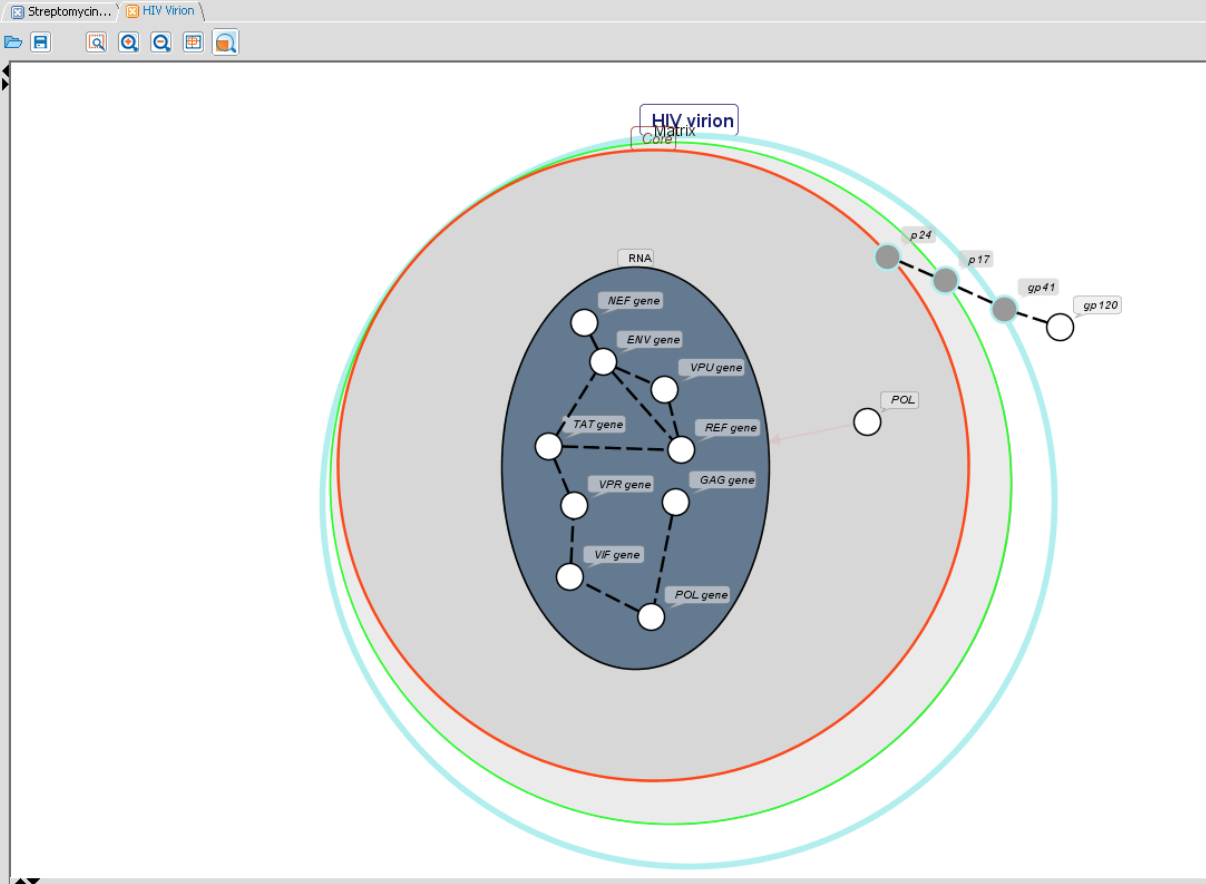 Streptomycin... HIV Virion
HIV virion
Matrix
Core
p24
p17
RNA
gp41
NEF gene
gp120
ENV gene
VPU gene
POL
TAT gene
REF gene
GAG gene
VPR gene
VIF gene
POL gene